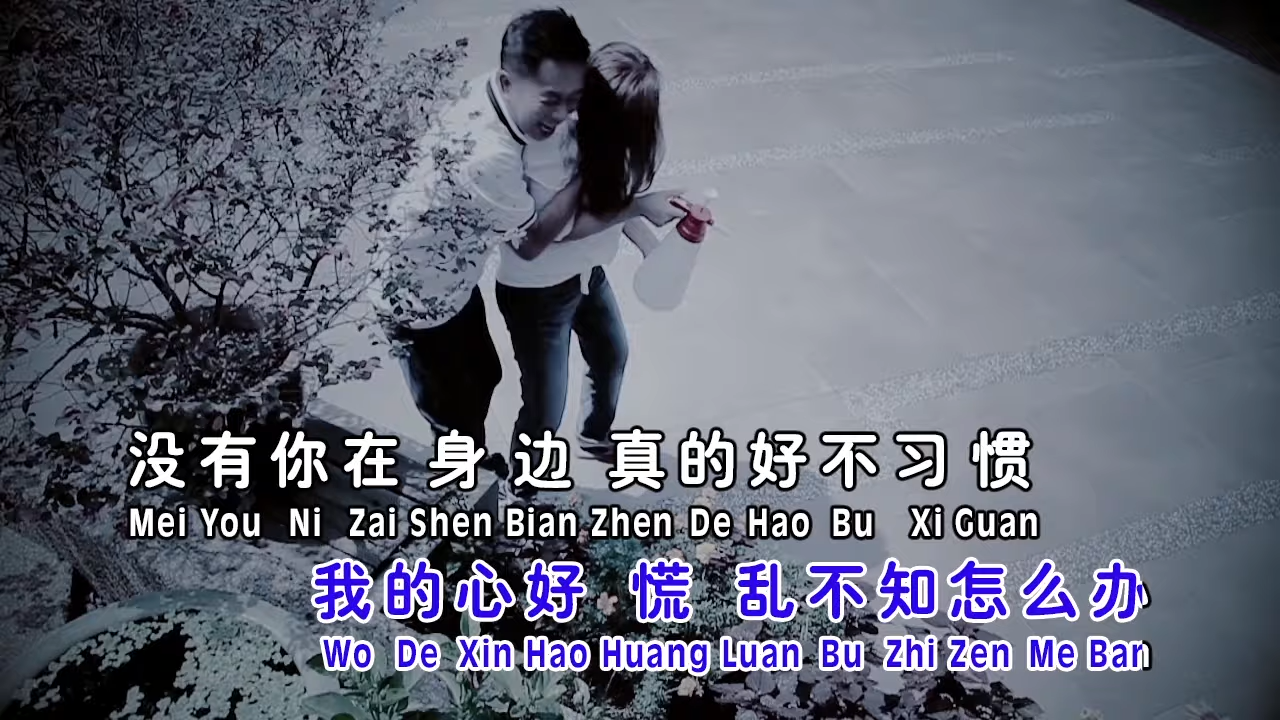 没有你在 身 边 真的好不习 惯
Mei You Ni Zai Shen Bian Zhen De Hao Bu Xi Guan
我的心好 慌 乱不知怎么办
Wo De Xin Hao Huang Luan Bu Zhi Zen Me Ban